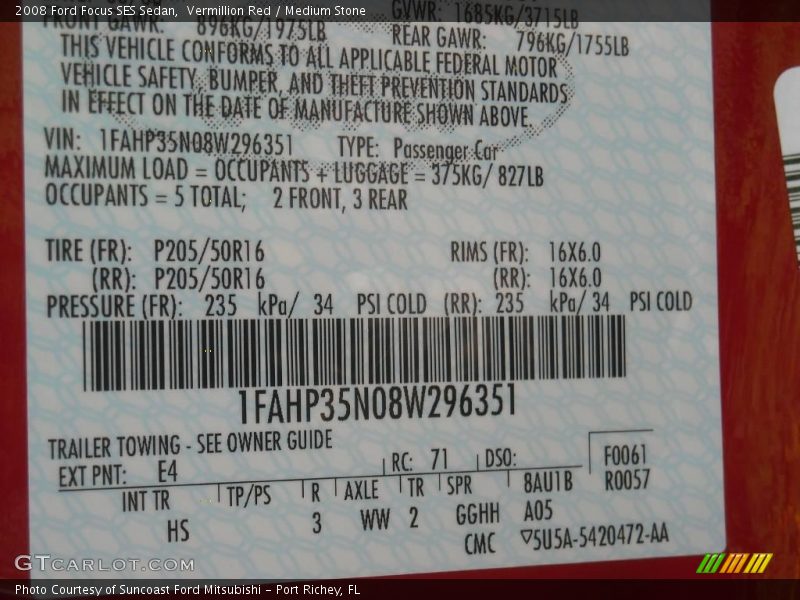 2008 Ford Focus SES Sedan,  Vermillion Red / Medium Stone
GVWR: 1685KG/3715LB
FRONT GAWR: 896KG/1975LB REAR GAWR: 796KG/1755LB
THIS VEHICLE CONFORMS TO ALL APPLICABLE FEDERAL MOTOR
VEHICLE SAFETY, BUMPER, AND THEFT PREVENTION STANDARDS
IN EFFECT ON THE DATE OF MANUFACTURE SHOWN ABOVE.
VIN: 1FAHP35N08W296351 TYPE: Passenger Car
MAXIMUM LOAD = OCCUPANTS + LUGGAGE = 375KG/ 827LB
OCCUPANTS = 5 TOTAL; 2 FRONT, 3 REAR
TIRE (FR): P205/50R16 RIMS (FR): 16X6.0
(RR): P205/50R16 (RR): 16X6.0
PRESSURE (FR): 235 kPa/ 34 PSI COLD (RR): 235 kPa/ 34 PSI COLD
1FAHP35N08W296351
TRAILER TOWING - SEE OWNER GUIDE
EXT PNT: E4 RC: 71 DSO: F0061
INT TR TP/PS R AXLE TR SPR 8AU1B R0057
HS 3 WW 2 GGHH A05
CMC ▽5U5A-5420472-AA
GTCARLOT.COM
Photo Courtesy of Suncoast Ford Mitsubishi – Port Richey, FL